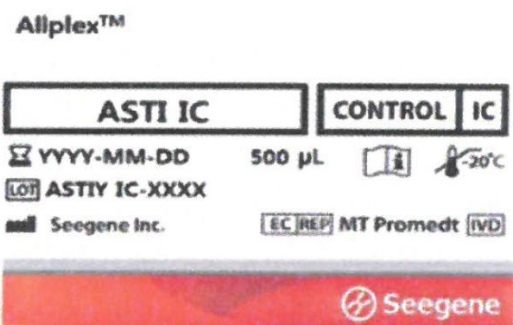 Allplex™
ASTI IC CONTROL IC
YYYY-MM-DD 500 µL i -20°C
LOT ASTIY IC-XXXX
Seegene Inc. EC REP MT Promedt IVD
Seegene